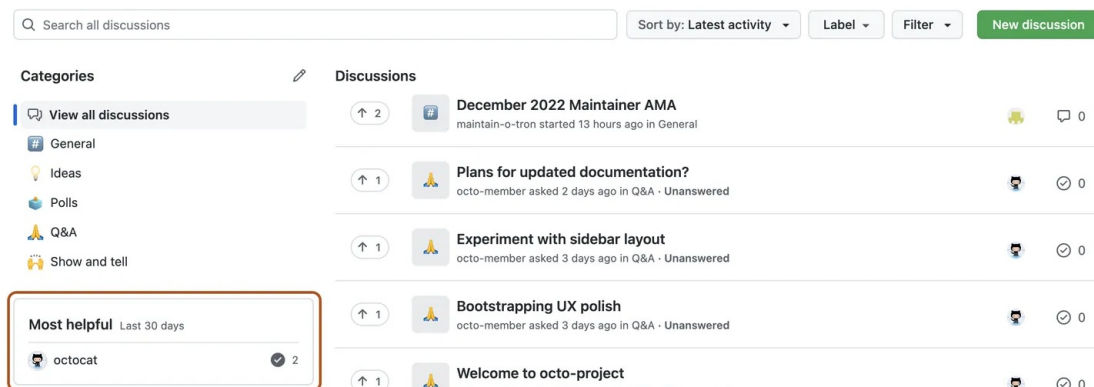 Search all discussions
Sort by: Latest activity
Label
Filter
New discussion
Categories
View all discussions
General
Ideas
Polls
Q&A
Show and tell
Most helpful Last 30 days
octocat 2
Discussions
2 December 2022 Maintainer AMA 0
maintain-o-tron started 13 hours ago in General
1 Plans for updated documentation? 0
octo-member asked 2 days ago in Q&A · Unanswered
1 Experiment with sidebar layout 0
octo-member asked 3 days ago in Q&A · Unanswered
1 Bootstrapping UX polish 0
octo-member asked 3 days ago in Q&A · Unanswered
1 Welcome to octo-project 0